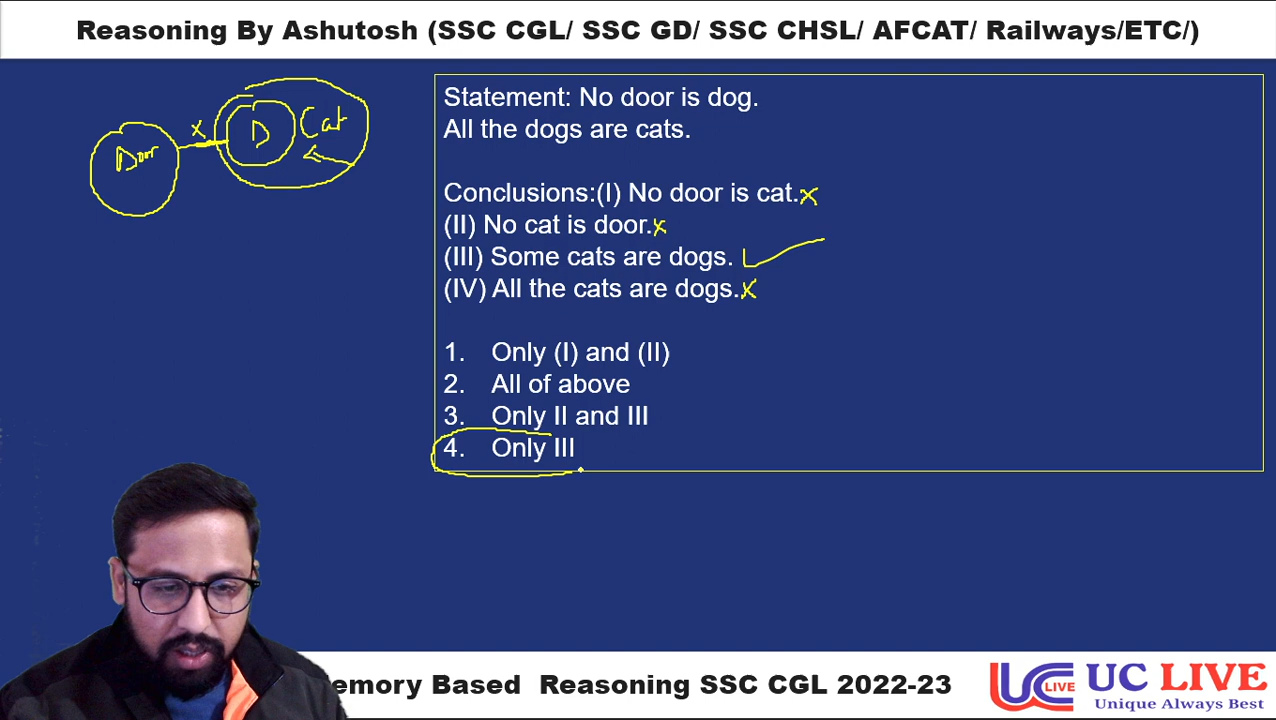 Reasoning By Ashutosh (SSC CGL/ SSC GD/ SSC CHSL/ AFCAT/ Railways/ETC/)
Door
x
D
Cat
Statement: No door is dog.
All the dogs are cats.
Conclusions:(I) No door is cat.x
(II) No cat is door.x
(III) Some cats are dogs.
(IV) All the cats are dogs.x
1. Only (I) and (II)
2. All of above
3. Only II and III
4. Only III
emory Based Reasoning SSC CGL 2022-23
UC LIVE
UC LIVE
Unique Always Best